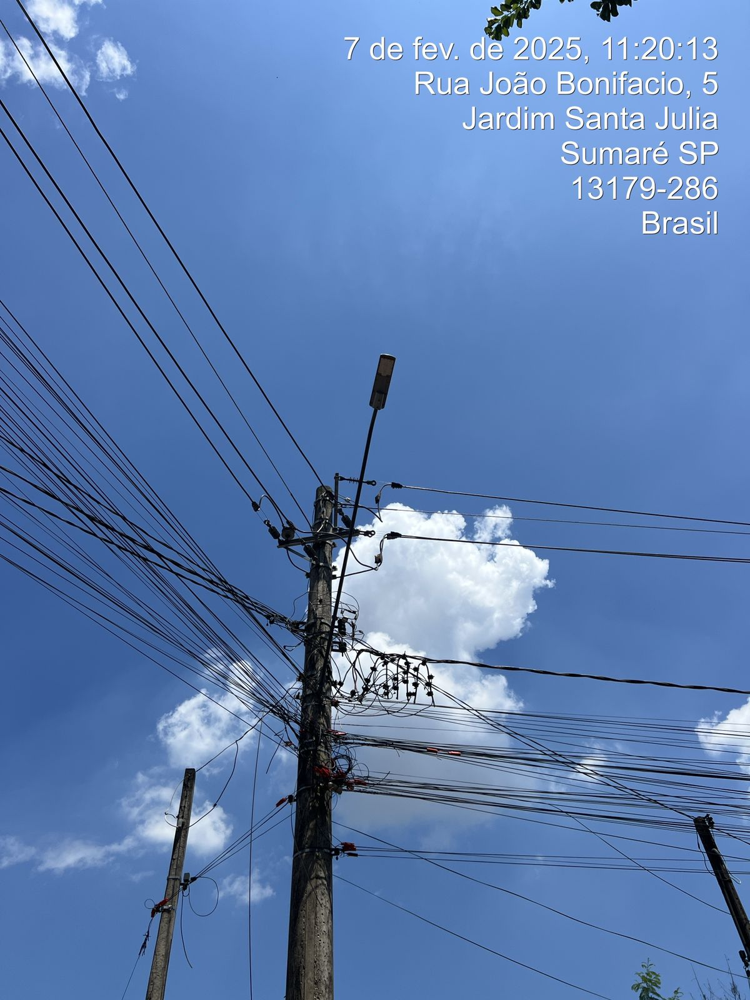 7 de fev. de 2025, 11:20:13
Rua João Bonifacio, 5
Jardim Santa Julia
Sumaré SP
13179-286
Brasil